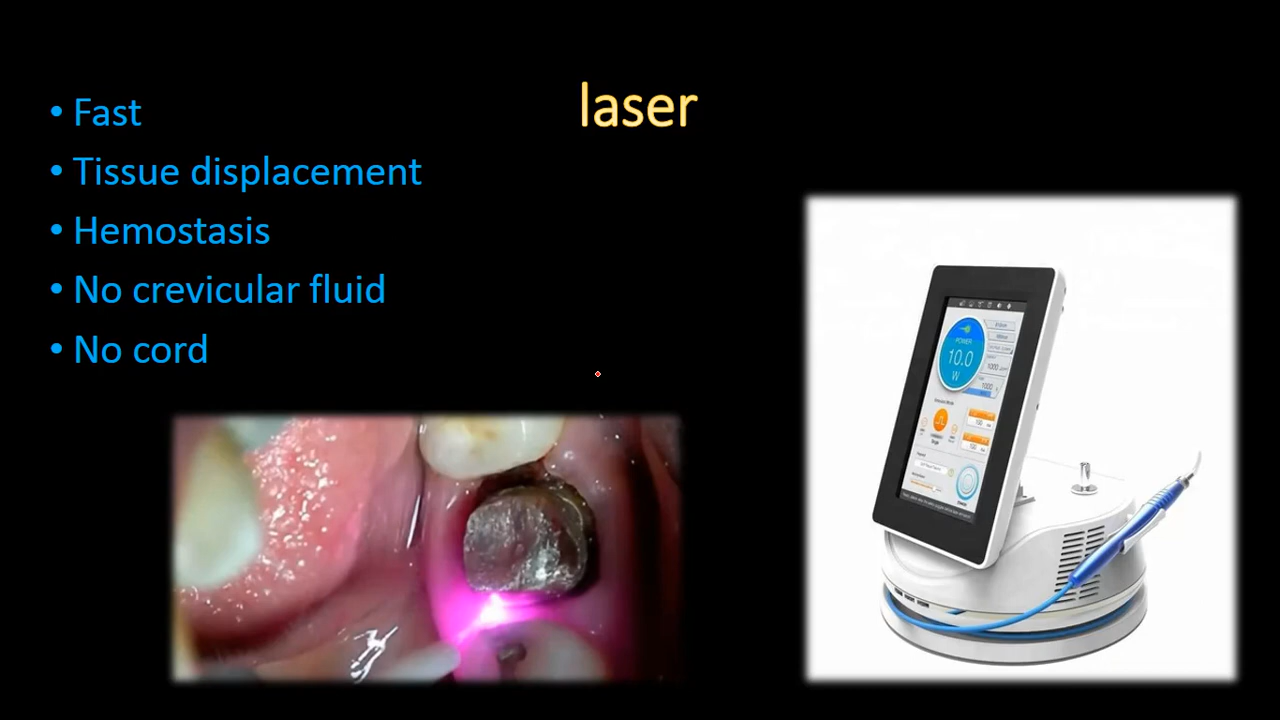 laser
• Fast
• Tissue displacement
• Hemostasis
• No crevicular fluid
• No cord
POWER
10.0
W